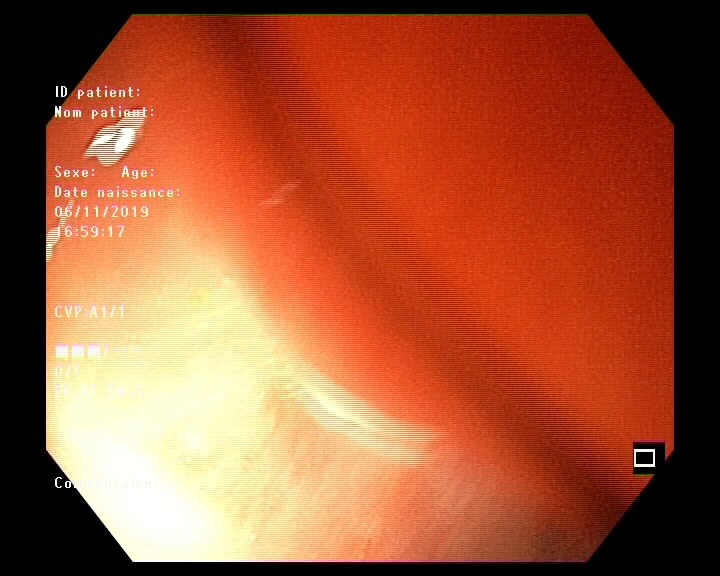 ID patient:
Nom patient:
Sexe: Age:
Date naissance:
06/11/2019
16:59:17
CVP:A1/1